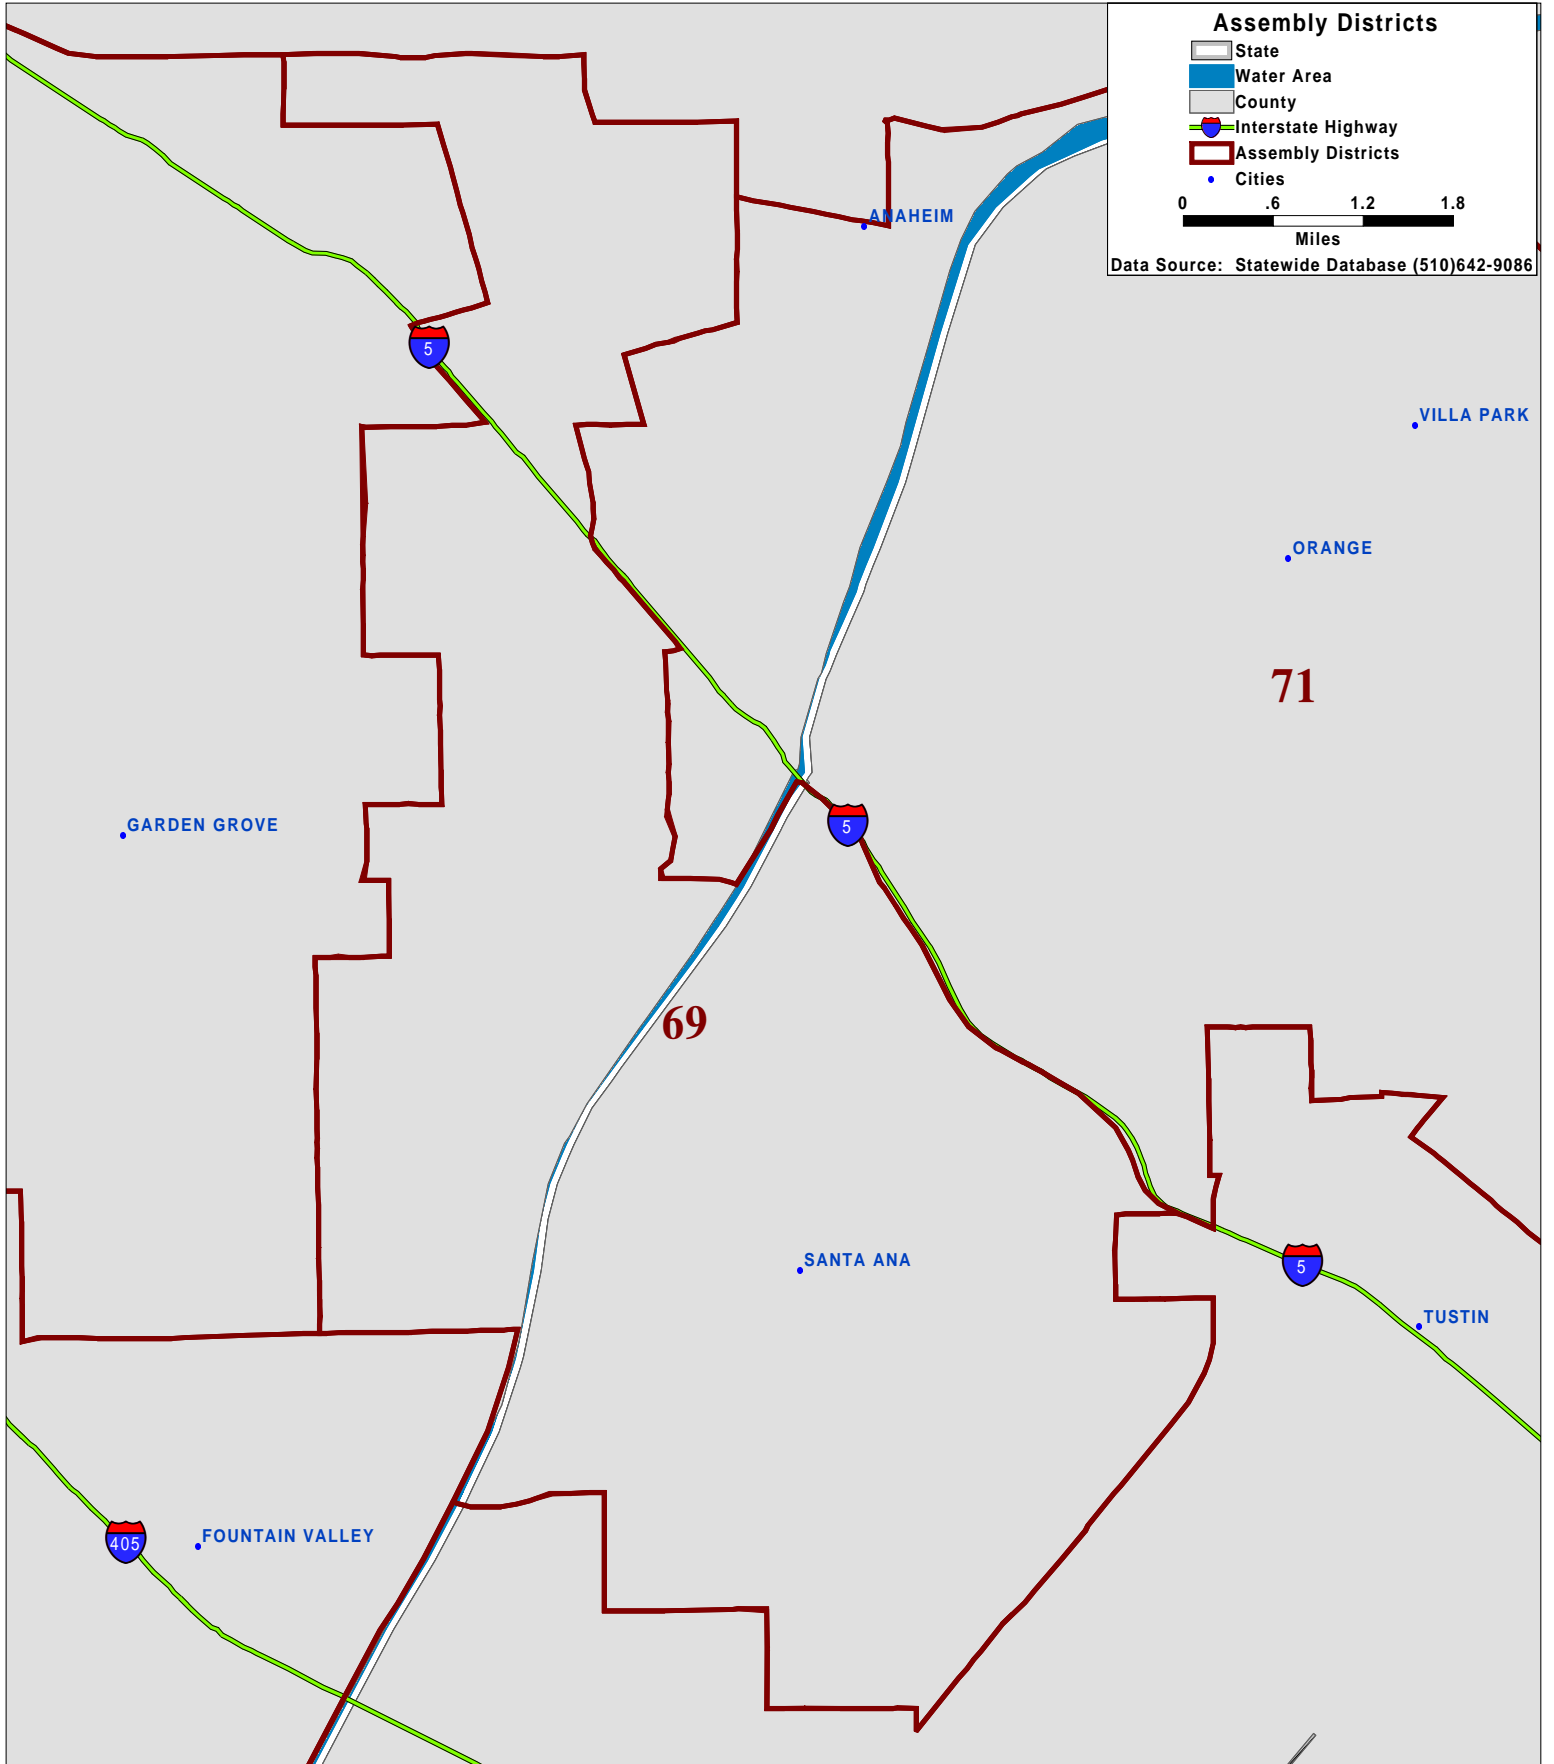 Assembly Districts
State
Water Area
County
Interstate Highway
Assembly Districts
Cities
0 .6 1.2 1.8
Miles
Data Source: Statewide Database (510)642-9086
ANAHEIM
5
VILLA PARK
ORANGE
71
GARDEN GROVE
5
69
SANTA ANA
5
TUSTIN
FOUNTAIN VALLEY
405